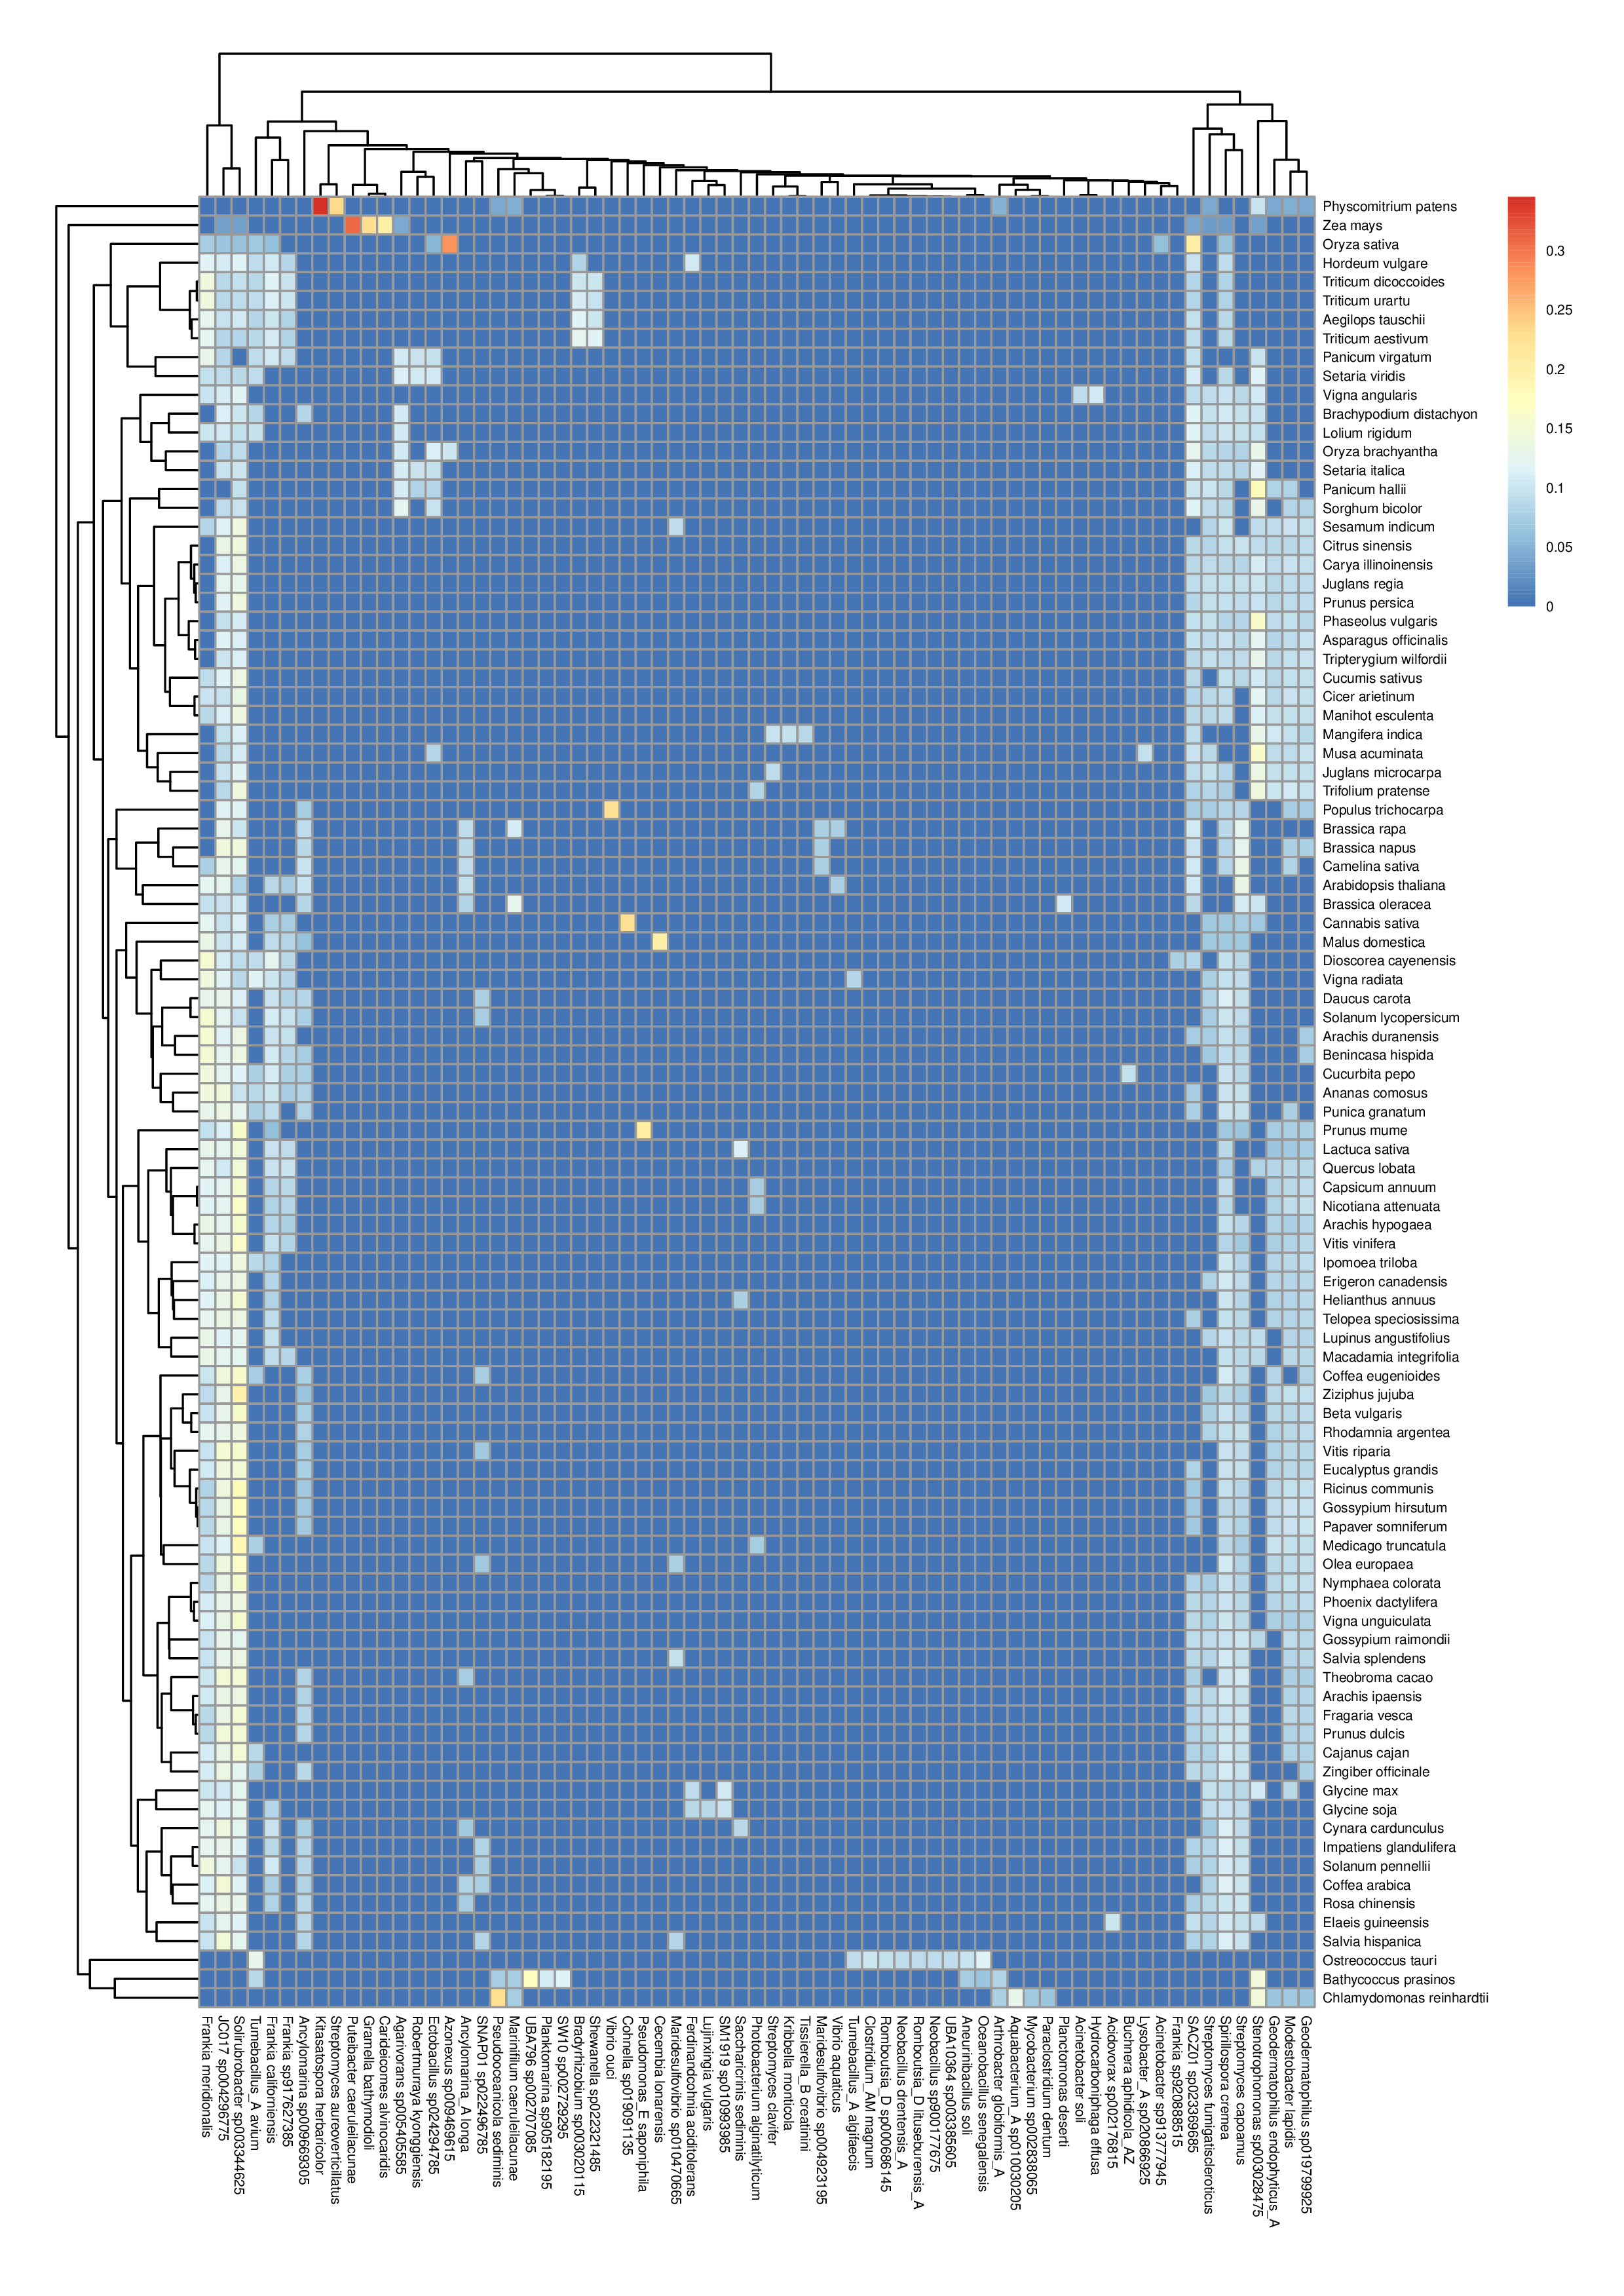 Physcomitrium patens
Zea mays
Oryza sativa
Hordeum vulgare
Triticum dicoccoides
Triticum urartu
Aegilops tauschii
Triticum aestivum
Panicum virgatum
Setaria viridis
Vigna angularis
Brachypodium distachyon
Lolium rigidum
Oryza brachyantha
Setaria italica
Panicum hallii
Sorghum bicolor
Sesamum indicum
Citrus sinensis
Carya illinoinensis
Juglans regia
Prunus persica
Phaseolus vulgaris
Asparagus officinalis
Tripterygium wilfordii
Cucumis sativus
Cicer arietinum
Manihot esculenta
Mangifera indica
Musa acuminata
Juglans microcarpa
Trifolium pratense
Populus trichocarpa
Brassica rapa
Brassica napus
Camelina sativa
Arabidopsis thaliana
Brassica oleracea
Cannabis sativa
Malus domestica
Dioscorea cayenensis
Vigna radiata
Daucus carota
Solanum lycopersicum
Arachis duranensis
Benincasa hispida
Cucurbita pepo
Ananas comosus
Punica granatum
Prunus mume
Lactuca sativa
Quercus lobata
Capsicum annuum
Nicotiana attenuata
Arachis hypogaea
Vitis vinifera
Ipomoea triloba
Erigeron canadensis
Helianthus annuus
Telopea speciosissima
Lupinus angustifolius
Macadamia integrifolia
Coffea eugenioides
Ziziphus jujuba
Beta vulgaris
Rhodamnia argentea
Vitis riparia
Eucalyptus grandis
Ricinus communis
Gossypium hirsutum
Papaver somniferum
Medicago truncatula
Olea europaea
Nymphaea colorata
Phoenix dactylifera
Vigna unguiculata
Gossypium raimondii
Salvia splendens
Theobroma cacao
Arachis ipaensis
Fragaria vesca
Prunus dulcis
Cajanus cajan
Zingiber officinale
Glycine max
Glycine soja
Cynara cardunculus
Impatiens glandulifera
Solanum pennellii
Coffea arabica
Rosa chinensis
Elaeis guineensis
Salvia hispanica
Ostreococcus tauri
Bathycoccus prasinos
Chlamydomonas reinhardtii
0.3
0.25
0.2
0.15
0.1
0.05
0
Frankia meridionalis
JC017 sp004296775
Solirubrobacter sp003344625
Tumebacillus_A avium
Frankia californiensis
Frankia sp917627385
Ancylomarina sp009669305
Kitasatospora herbaricolor
Streptomyces aureoverticillatus
Puteibacter caeruleilacunae
Gramella bathymodioli
Carideicomes alvinocaridis
Agarivorans sp005405585
Robertmurraya kyonggiensis
Ectobacillus sp024294785
Azonexus sp009469615
Ancylomarina_A longa
SNAP01 sp022496785
Pseudooceanicola sediminis
Marinifilum caeruleilacunae
UBA796 sp002707085
Planktomarina sp905182195
SW10 sp002729295
Bradyrhizobium sp003020115
Shewanella sp022321485
Vibrio ouci
Cohnella sp019091135
Pseudomonas_E saponiphila
Cecembia lonarensis
Maridesulfovibrio sp010470665
Ferdinandcohnia aciditolerans
Lujinxingia vulgaris
SM1919 sp010993985
Saccharicrinis sediminis
Photobacterium alginatilyticum
Streptomyces clavifer
Kribbella monticola
Tissierella_B creatinini
Maridesulfovibrio sp004923195
Vibrio aquaticus
Tumebacillus_A algifaecis
Clostridium_AM magnum
Romboutsia_D sp000686145
Neobacillus drentensis_A
Romboutsia_D lituseburensis_A
Neobacillus sp90017675
UBA10364 sp003385605
Aneurinibacillus soli
Oceanobacillus senegalensis
Arthrobacter globiformis_A
Aquabacterium_A sp010030205
Mycobacterium sp002838065
Paraclostridium dentum
Planctomonas deserti
Acinetobacter soli
Hydrocarboniphaga effusa
Acidovorax sp002176815
Buchnera aphidicola_AZ
Lysobacter_A sp020866925
Acinetobacter sp913777945
Frankia sp920888515
SACZ01 sp023369685
Streptomyces fumigatiscleroticus
Spirillospora cremea
Streptomyces capoamus
Stenotrophomonas sp003028475
Geodermatophilus endophyticus_A
Modestobacter lapidis
Geodermatophilus sp019799925